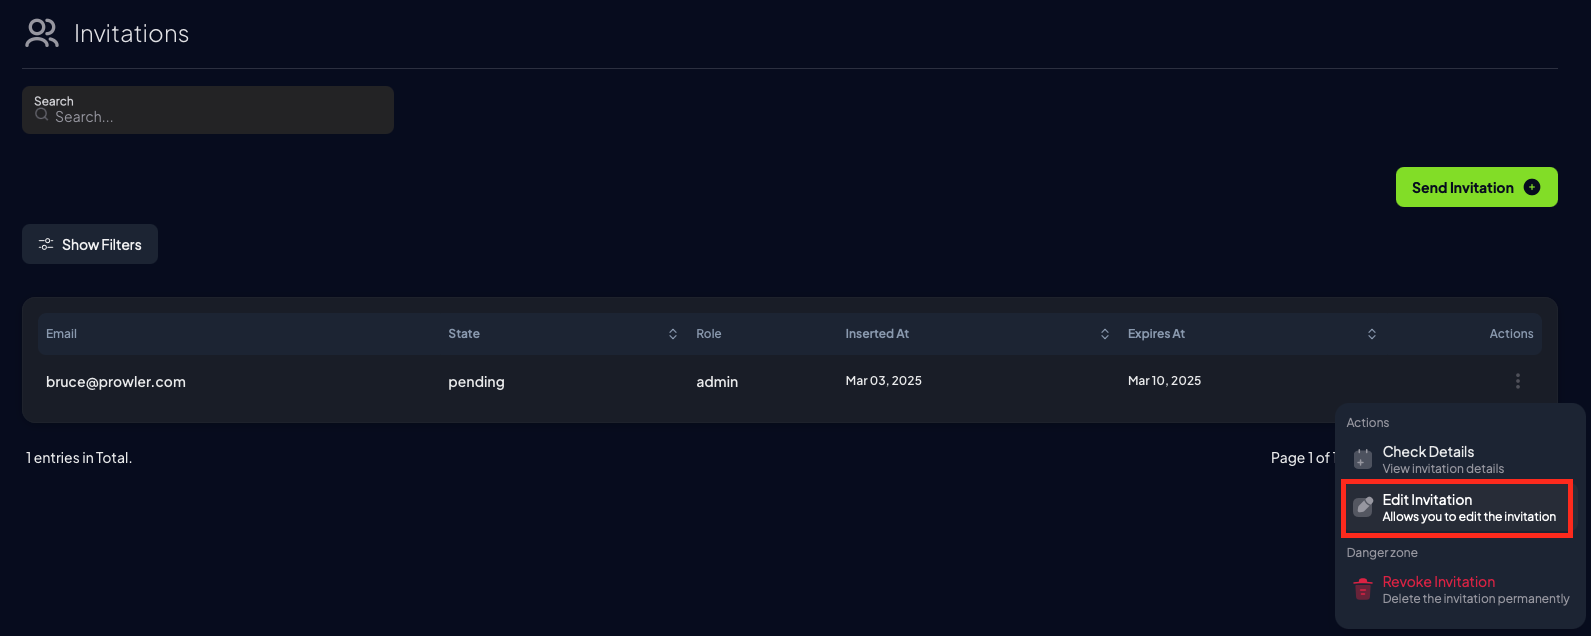 Invitations
Search
Search...
Send Invitation
Show Filters
Email State Role Inserted At Expires At Actions
bruce@prowler.com pending admin Mar 03, 2025 Mar 10, 2025
1 entries in Total.
Page 1 of 1
Actions
Check Details
View invitation details
Edit Invitation
Allows you to edit the invitation
Danger zone
Revoke Invitation
Delete the invitation permanently